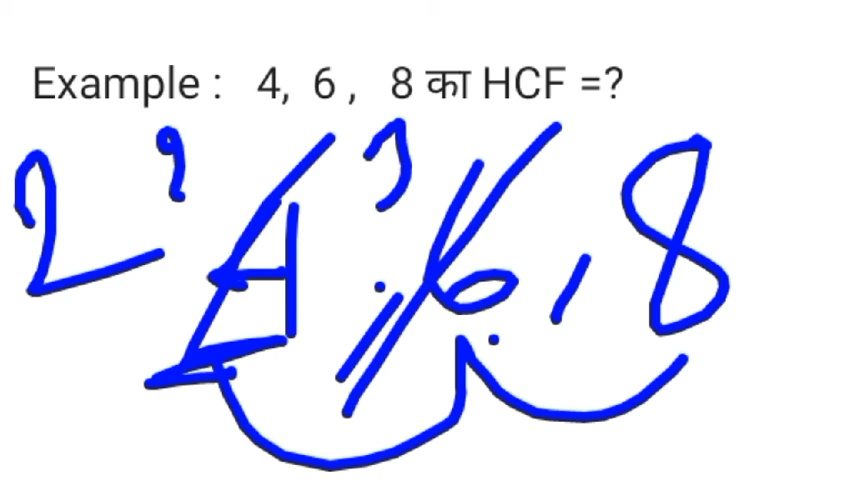 Example : 4, 6 , 8 का HCF =?
2 4 , 6 , 8